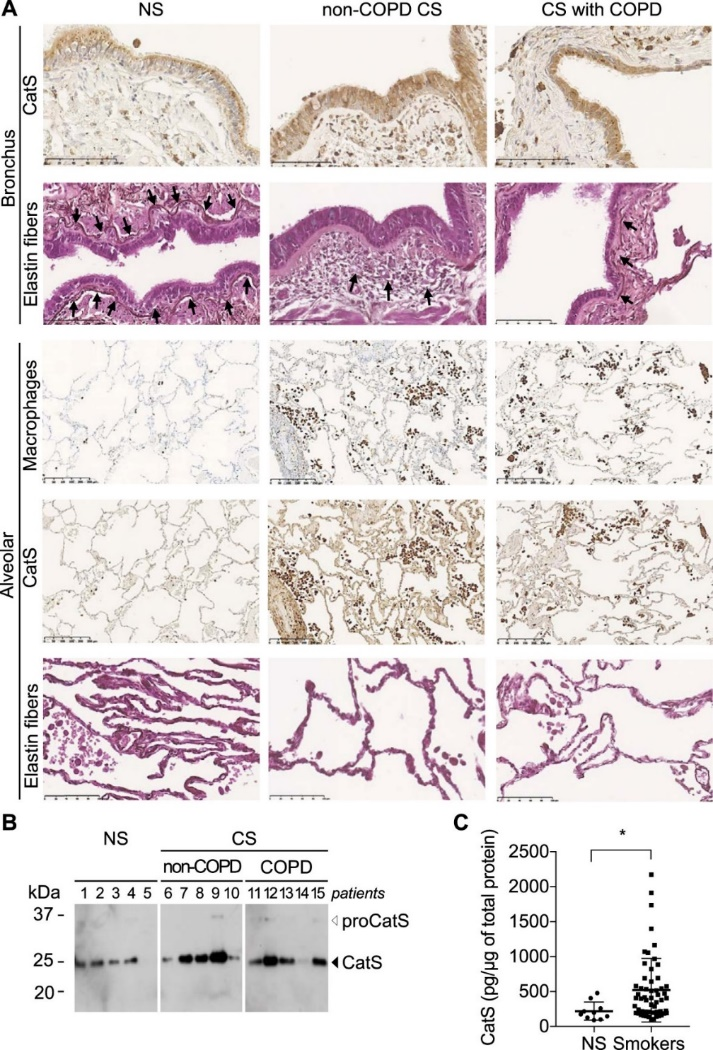 A
NS
non-COPD CS
CS with COPD
Bronchus
CatS
Elastin fibers
Alveolar
Macrophages
CatS
Elastin fibers
B
NS
CS
non-COPD
COPD
kDa
1 2 3 4 5 6 7 8 9 10 11 12 13 14 15 patients
37
proCatS
25
CatS
20
C
*
CatS (pg/µg of total protein)
2500
2000
1500
1000
500
0
NS Smokers